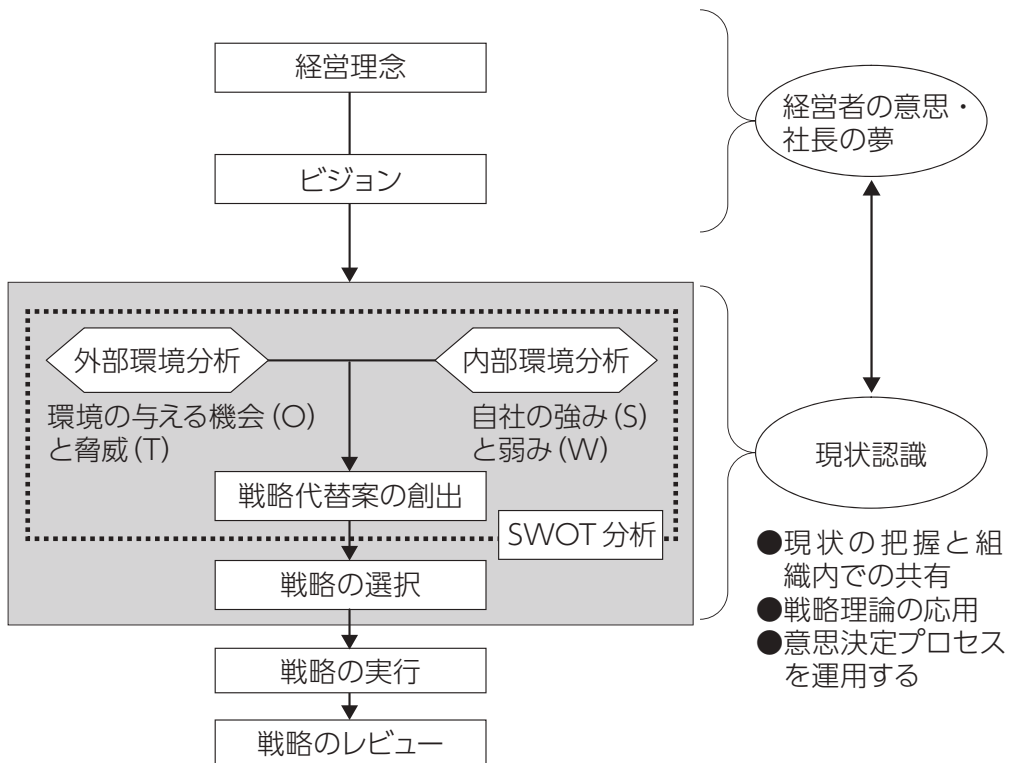 経営理念
経営者の意思・
社長の夢
ビジョン
外部環境分析
内部環境分析
環境の与える機会(O)
と脅威(T)
自社の強み(S)
と弱み(W)
現状認識
戦略代替案の創出
SWOT 分析
戦略の選択
●現状の把握と組
織内での共有
●戦略理論の応用
●意思決定プロセス
を運用する
戦略の実行
戦略のレビュー